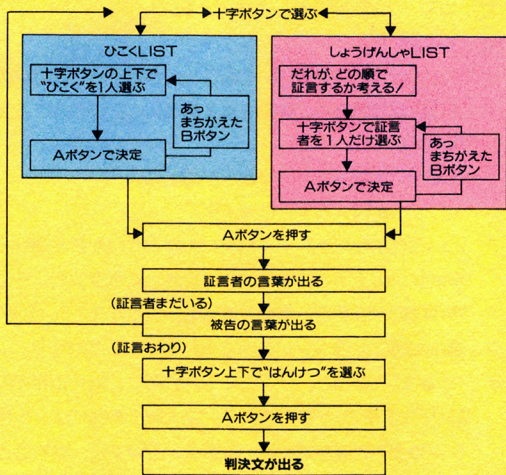 十字ボタンで選ぶ
ひこくLIST
十字ボタンの上下で
“ひこく”を1人選ぶ
あっ
まちがえた
Bボタン
Aボタンで決定
しょうげんしゃLIST
だれが、どの順で
証言するか考える!
十字ボタンで証言
者を1人だけ選ぶ
あっ
まちがえた
Bボタン
Aボタンで決定
Aボタンを押す
証言者の言葉が出る
(証言者まだいる)
被告の言葉が出る
(証言おわり)
十字ボタン上下で“はんけつ”を選ぶ
Aボタンを押す
判決文が出る